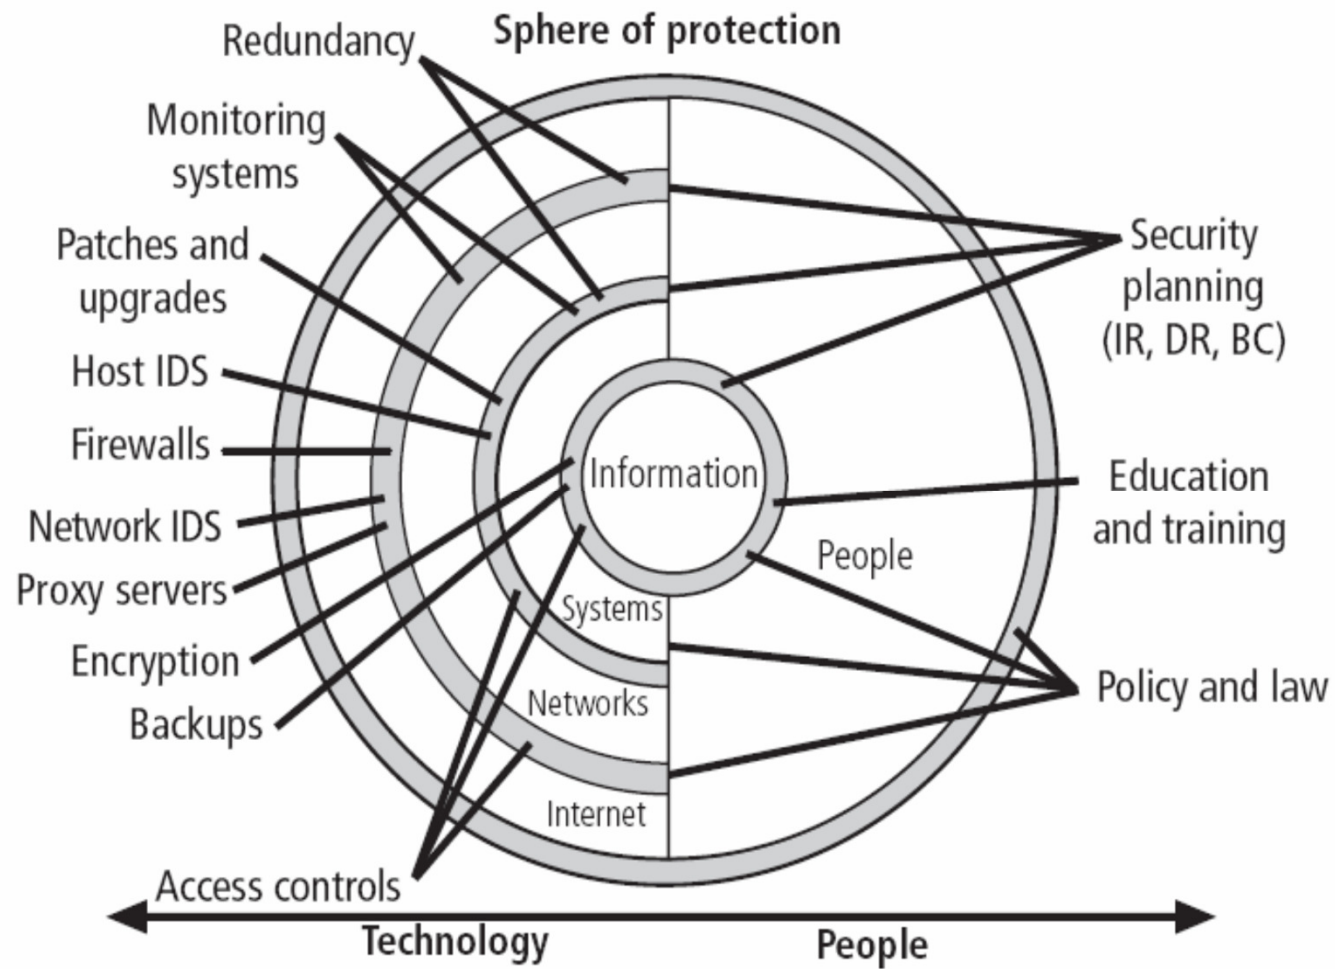 Sphere of protection
Redundancy
Monitoring
systems
Patches and
upgrades
Host IDS
Firewalls
Network IDS
Proxy servers
Encryption
Backups
Access controls
Information
Systems
Networks
Internet
People
Security
planning
(IR, DR, BC)
Education
and training
Policy and law
Technology
People